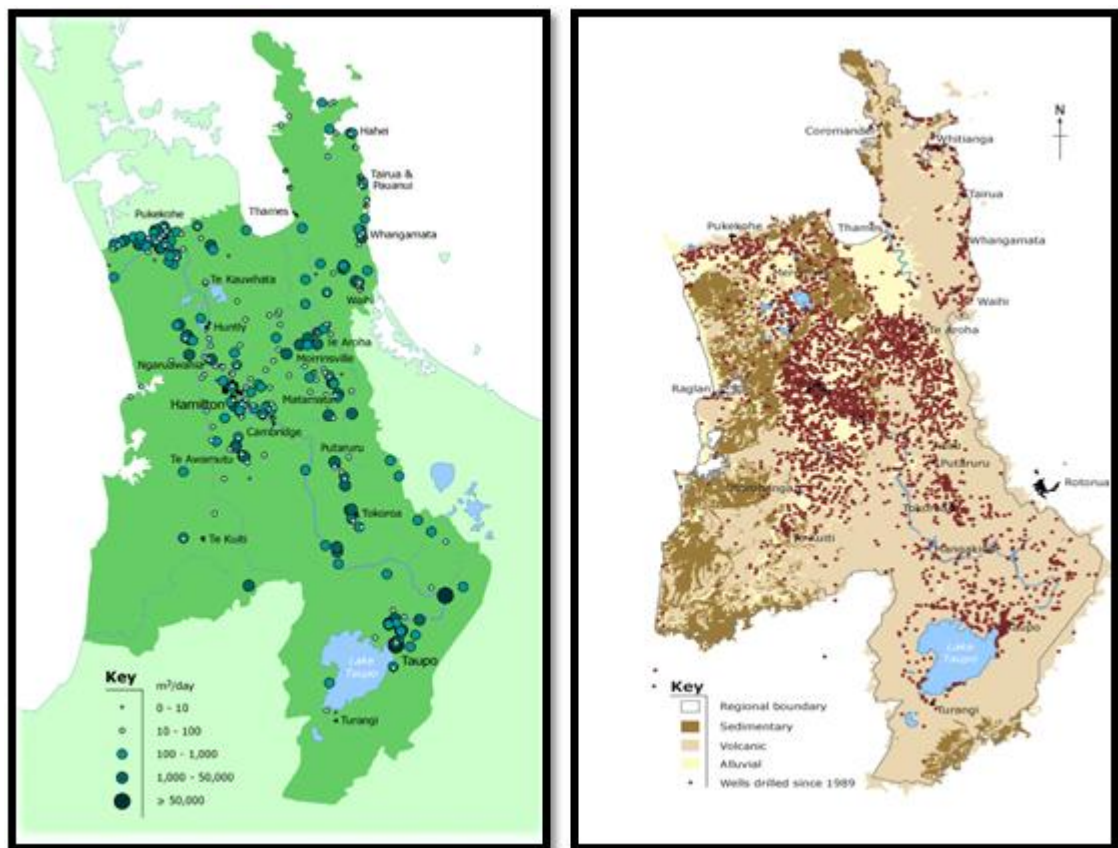 Hahei
Tairua &
Pauanui
Thames
Pukekohe
Whangamata
Te Kauwhata
Waihi
Huntly
Te Aroha
Ngaruawahia
Morrinsville
Hamilton
Matamata
Cambridge
Te Awamutu
Putaruru
Tokoroa
Te Kuiti
Lake
Taupo
Taupo
Turangi
Key
m³/day
0 - 10
10 - 100
100 - 1,000
1,000 - 50,000
≥ 50,000
N
Coromandel
Whitianga
Tairua
Pukekohe
Thames
Whangamata
Waihi
Te Aroha
Raglan
Putaruru
Rotorua
Te Kuiti
Taupo
Lake
Taupo
Turangi
Key
Regional boundary
Sedimentary
Volcanic
Alluvial
Wells drilled since 1989